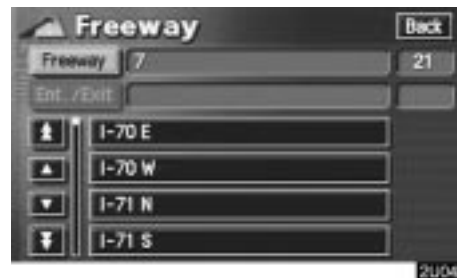 Freeway Back
Freeway 7 21
Ent./Exit
I-70 E
I-70 W
I-71 N
I-71 S
2U04